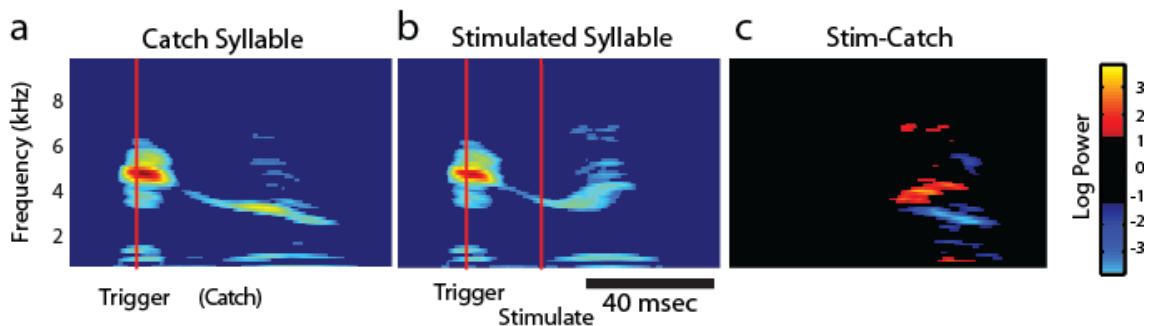 a
Catch Syllable
b
Stimulated Syllable
c
Stim-Catch
Frequency (kHz)
8
6
4
2
Log Power
3
2
1
0
-1
-2
-3
Trigger
(Catch)
Trigger
Stimulate
40 msec